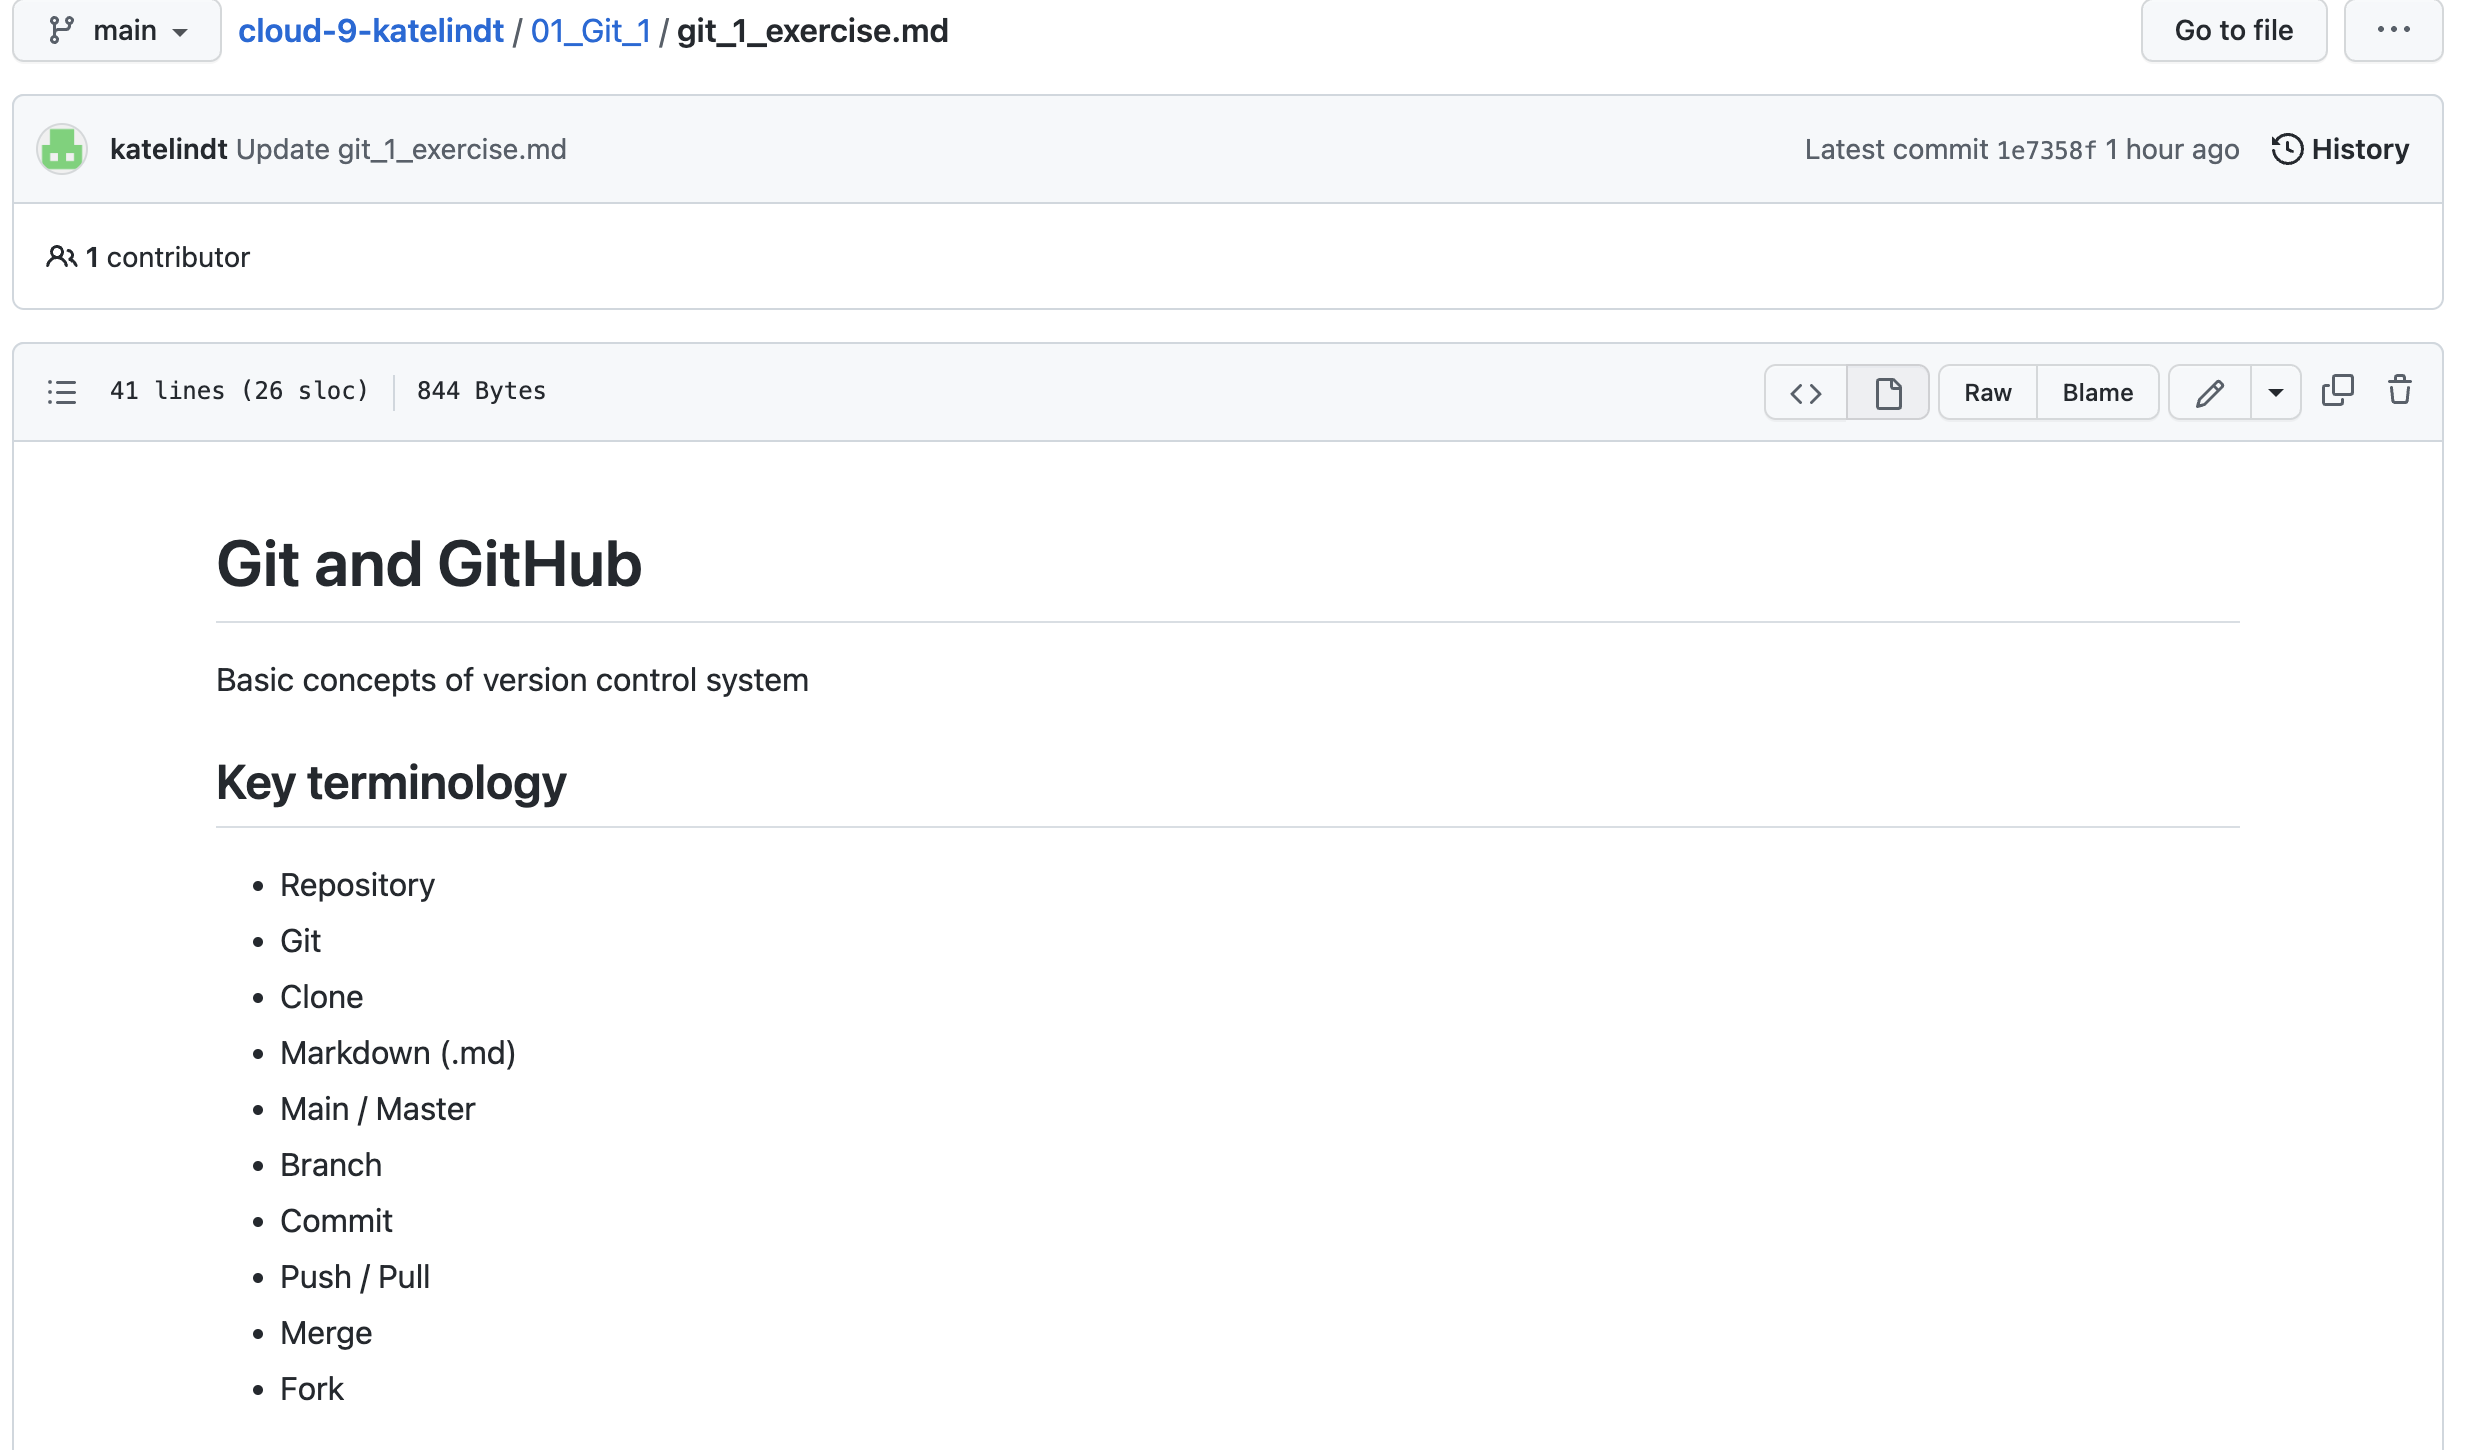 main cloud-9-katelindt / 01_Git_1 / git_1_exercise.md Go to file ...
katelindt Update git_1_exercise.md Latest commit 1e7358f 1 hour ago History
1 contributor
41 lines (26 sloc) 844 Bytes <> Raw Blame
Git and GitHub
Basic concepts of version control system
Key terminology
• Repository
• Git
• Clone
• Markdown (.md)
• Main / Master
• Branch
• Commit
• Push / Pull
• Merge
• Fork